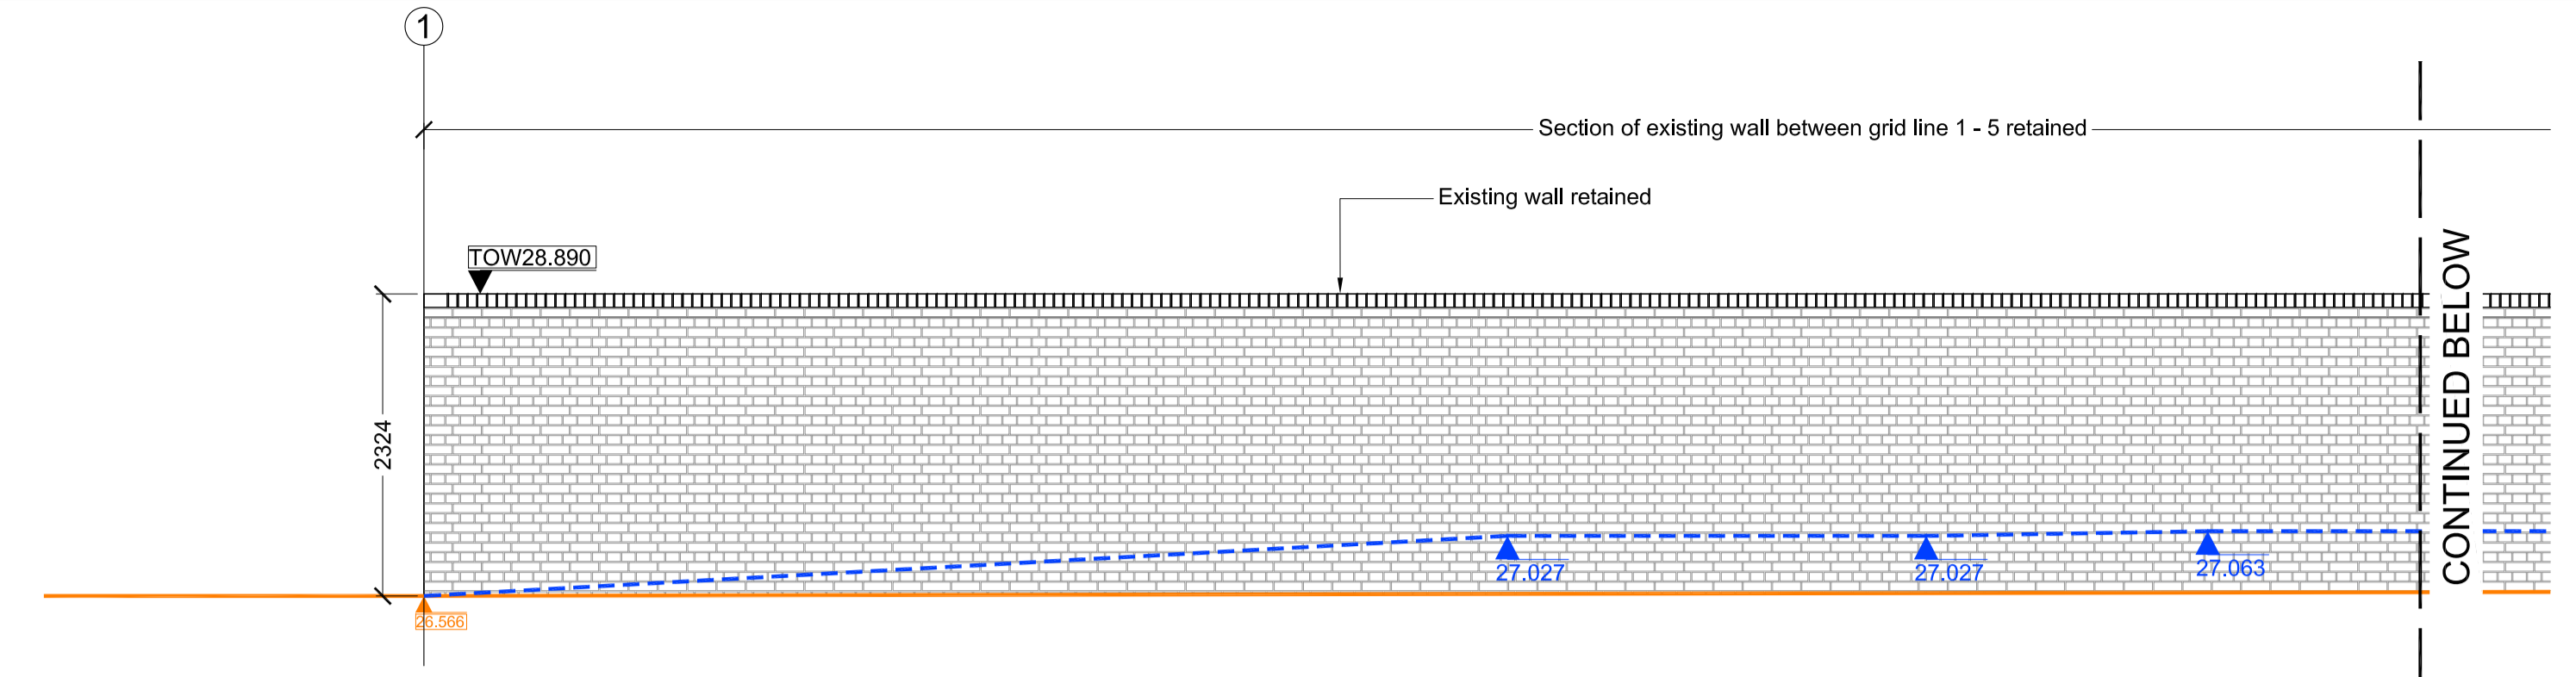 1
Section of existing wall between grid line 1 - 5 retained
Existing wall retained
TOW28.890
2324
CONTINUED BELOW
27.027
27.027
27.063
26.566